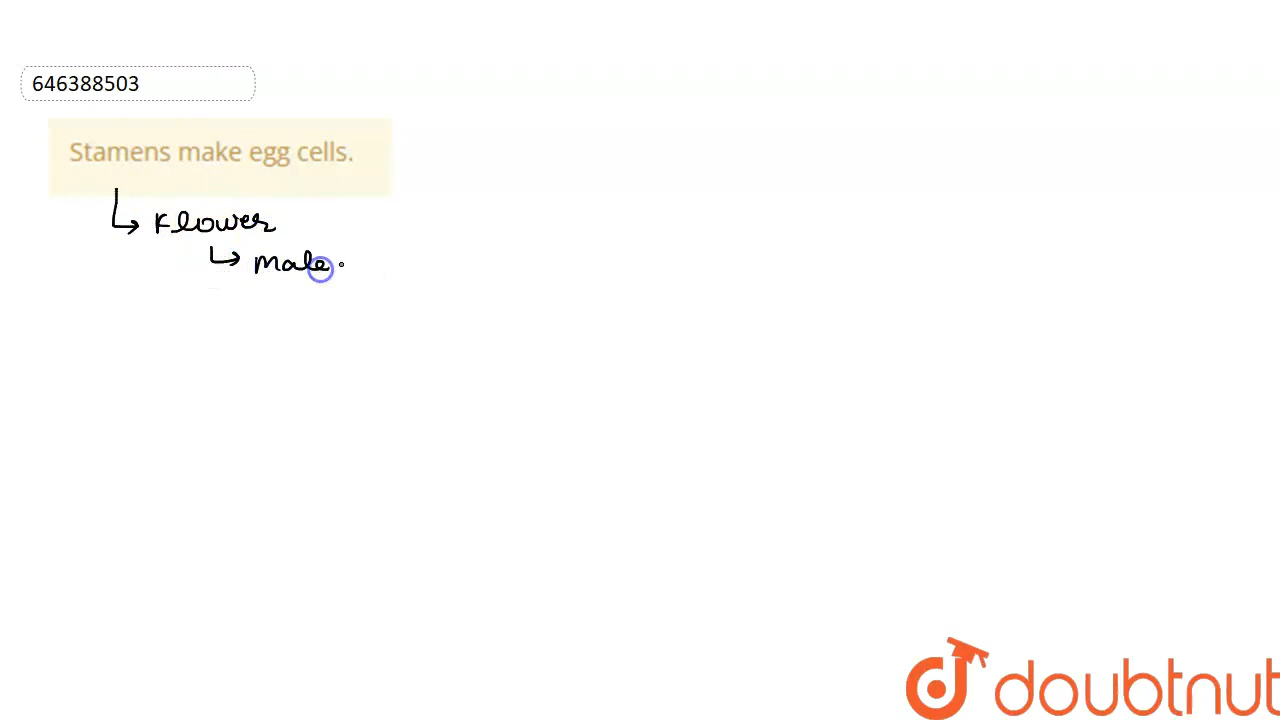 646388503
Stamens make egg cells.
↳ Flower
↳ male.
doubtnut